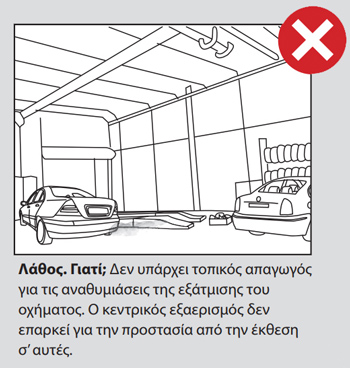 Λάθος. Γιατί; Δεν υπάρχει τοπικός απαγωγός
για τις αναθυμιάσεις της εξάτμισης του
οχήματος. Ο κεντρικός εξαερισμός δεν
επαρκεί για την προστασία από την έκθεση
σ’ αυτές.